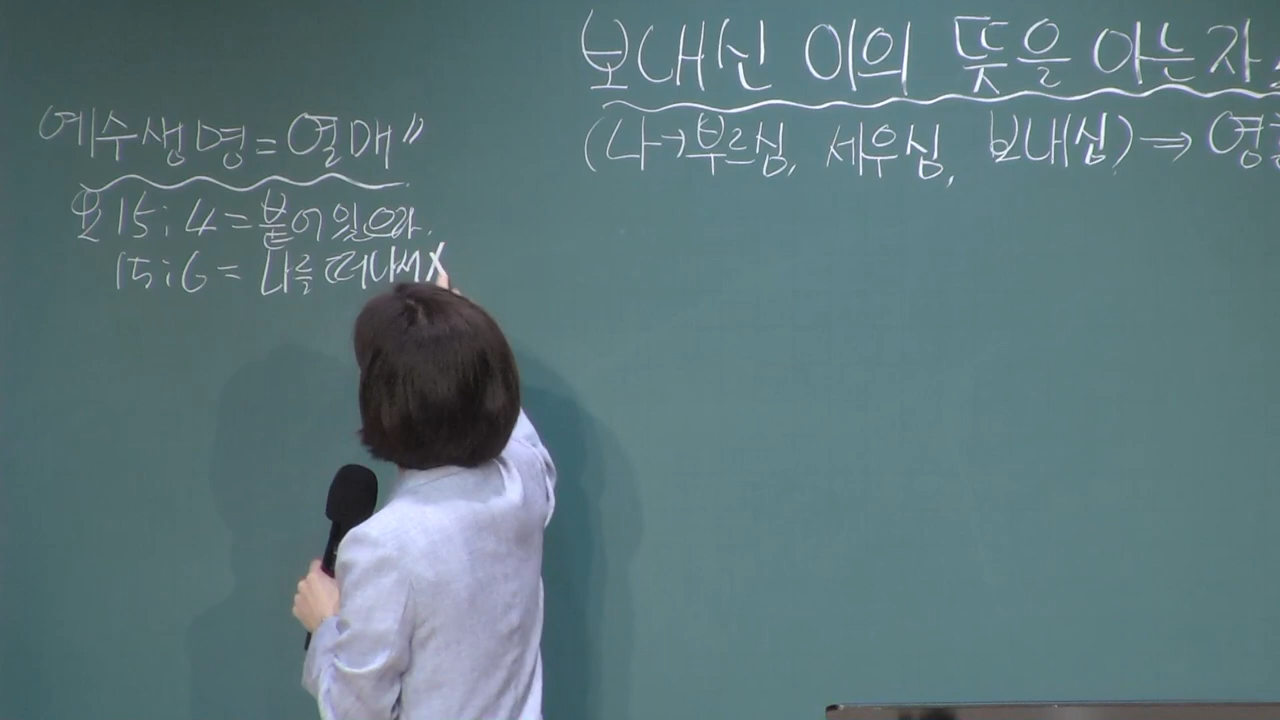 보내신 이의 뜻을 아는자
(나→부르심, 세우심, 보내심) ⇒ 영
예수생명=열매"
요 15:4=붙어 있으라.
15:6=나를 떠나서X